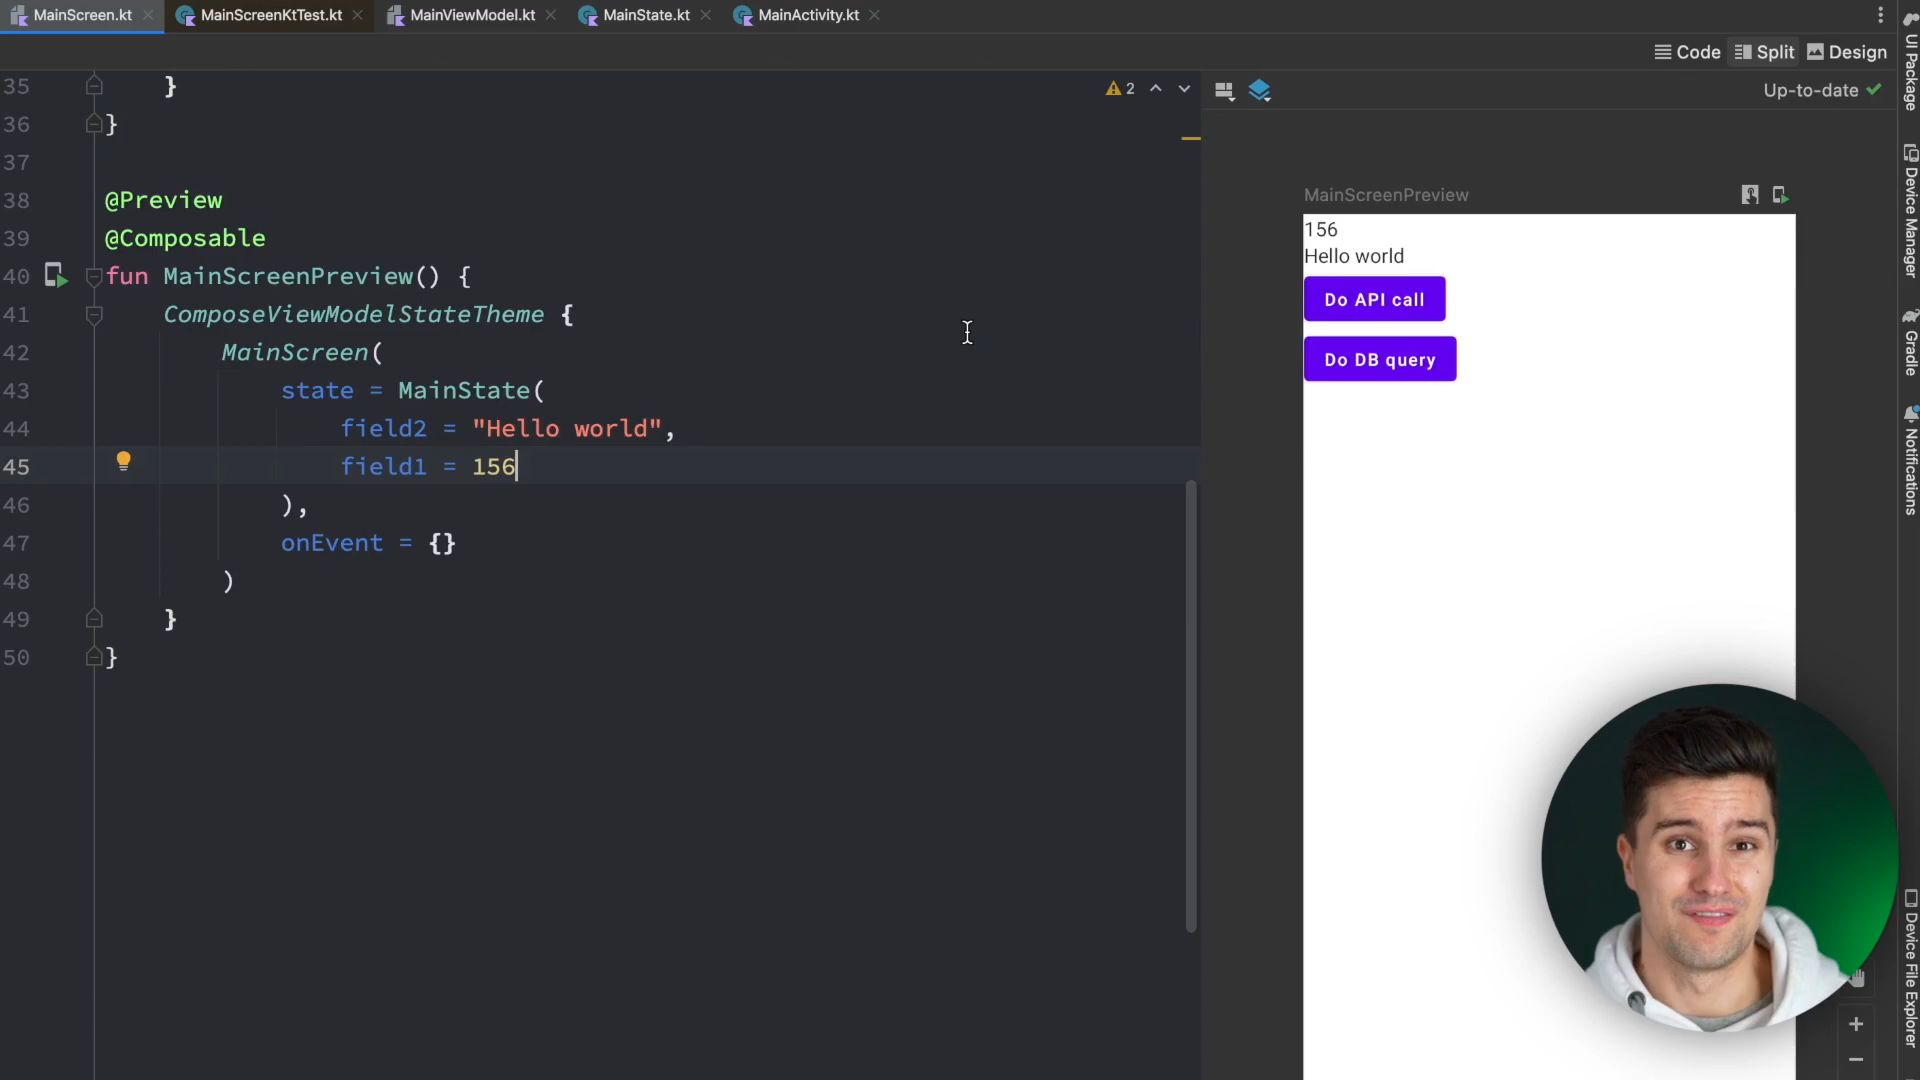 MainScreen.kt
MainScreenKtTest.kt
MainViewModel.kt
MainState.kt
MainActivity.kt
Code
Split
Design
2
Up-to-date
35 }
36 }
37
38 @Preview
39 @Composable
40 fun MainScreenPreview() {
41 ComposeViewModelStateTheme {
42 MainScreen(
43 state = MainState(
44 field2 = "Hello world",
45 field1 = 156
46 ),
47 onEvent = {}
48 )
49 }
50 }
MainScreenPreview
156
Hello world
Do API call
Do DB query
UI Package
Device Manager
Gradle
Notifications
Device File Explorer